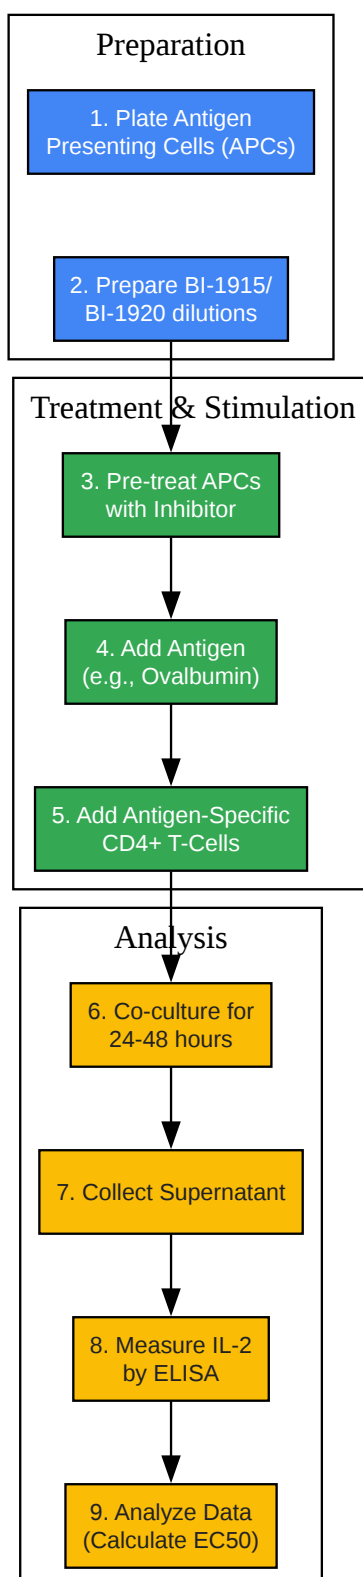 Preparation
1. Plate Antigen
Presenting Cells (APCs)
2. Prepare BI-1915/
BI-1920 dilutions
Treatment & Stimulation
3. Pre-treat APCs
with Inhibitor
4. Add Antigen
(e.g., Ovalbumin)
5. Add Antigen-Specific
CD4+ T-Cells
Analysis
6. Co-culture for
24-48 hours
7. Collect Supernatant
8. Measure IL-2
by ELISA
9. Analyze Data
(Calculate EC50)